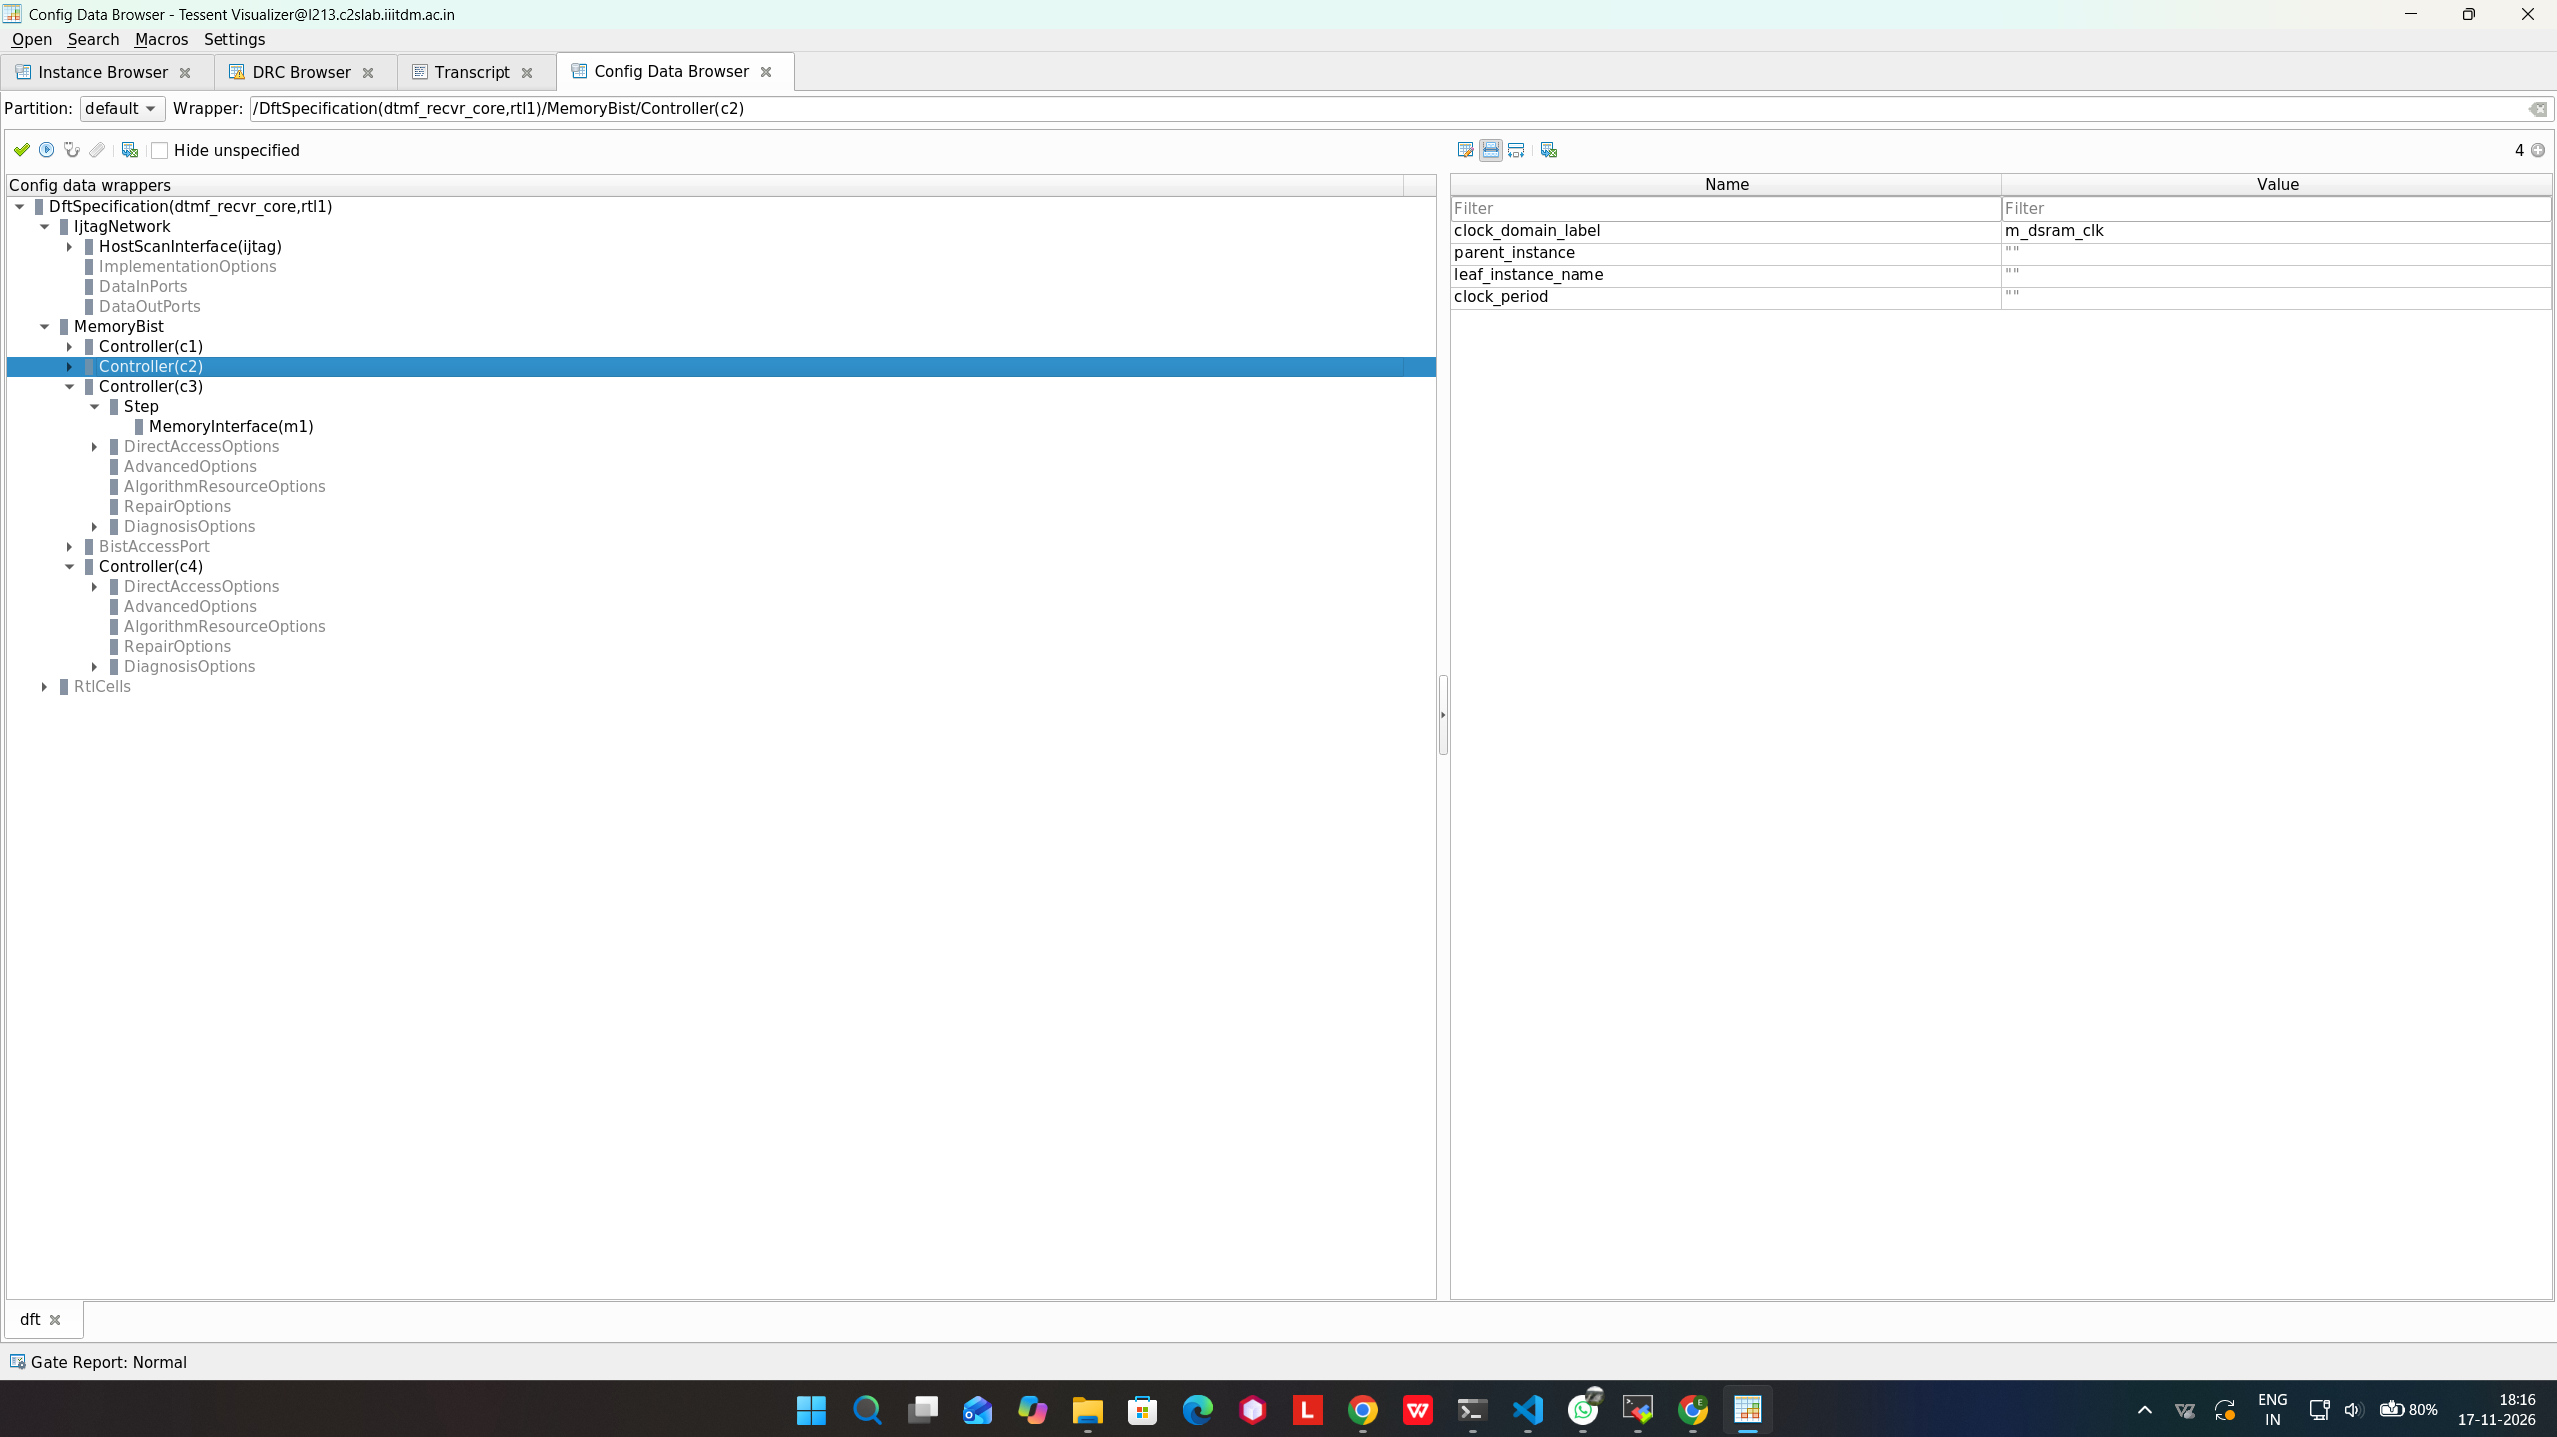 Config Data Browser - Tessent Visualizer@l213.c2slab.iiitdm.ac.in
Open Search Macros Settings
Instance Browser DRC Browser Transcript Config Data Browser
Partition: default Wrapper: /DftSpecification(dtmf_recvr_core,rtl1)/MemoryBist/Controller(c2)
Hide unspecified
4
Config data wrappers
DftSpecification(dtmf_recvr_core,rtl1)
IjtagNetwork
HostScanInterface(ijtag)
ImplementationOptions
DataInPorts
DataOutPorts
MemoryBist
Controller(c1)
Controller(c2)
Controller(c3)
Step
MemoryInterface(m1)
DirectAccessOptions
AdvancedOptions
AlgorithmResourceOptions
RepairOptions
DiagnosisOptions
BistAccessPort
Controller(c4)
DirectAccessOptions
AdvancedOptions
AlgorithmResourceOptions
RepairOptions
DiagnosisOptions
RtlCells
Name Value
Filter Filter
clock_domain_label m_dsram_clk
parent_instance ""
leaf_instance_name ""
clock_period ""
dft
Gate Report: Normal
L
W
E
ENG
IN
80%
18:16
17-11-2026